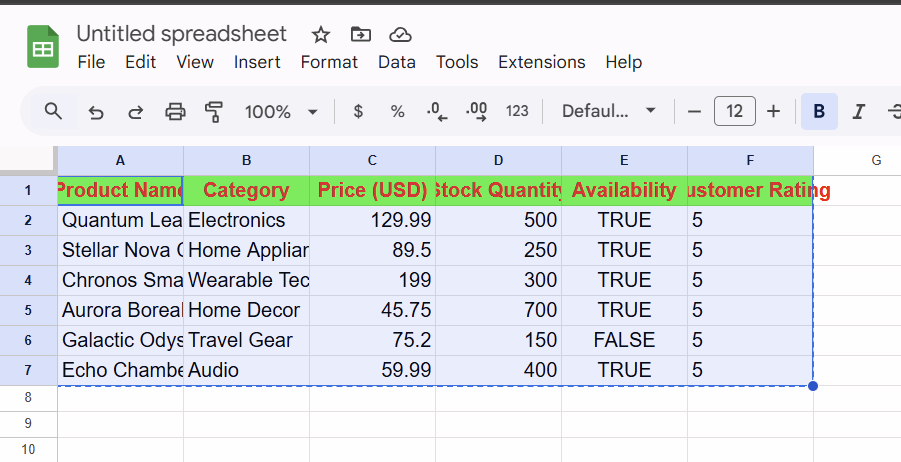 Untitled spreadsheet
File Edit View Insert Format Data Tools Extensions Help
100% $ % .0 .00 123 Defaul... − 12 + B I S
A B C D E F G
1 Product Name Category Price (USD) Stock Quantity Availability ustomer Rating
2 Quantum Lea Electronics 129.99 500 TRUE 5
3 Stellar Nova Home Applian 89.5 250 TRUE 5
4 Chronos Sma Wearable Tec 199 300 TRUE 5
5 Aurora Boreal Home Decor 45.75 700 TRUE 5
6 Galactic Odys Travel Gear 75.2 150 FALSE 5
7 Echo Chambe Audio 59.99 400 TRUE 5
8
9
10